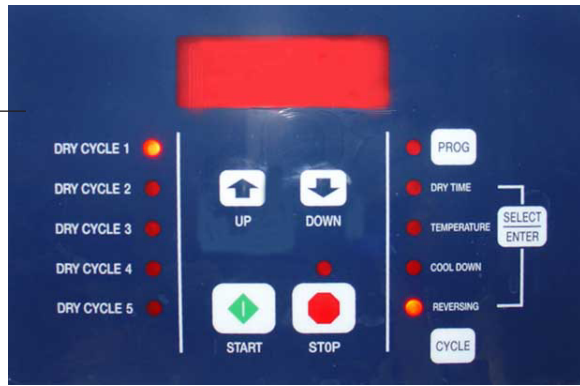 DRY CYCLE 1
DRY CYCLE 2
DRY CYCLE 3
DRY CYCLE 4
DRY CYCLE 5
UP
DOWN
START
STOP
PROG
DRY TIME
TEMPERATURE
COOL DOWN
REVERSING
SELECT
ENTER
CYCLE